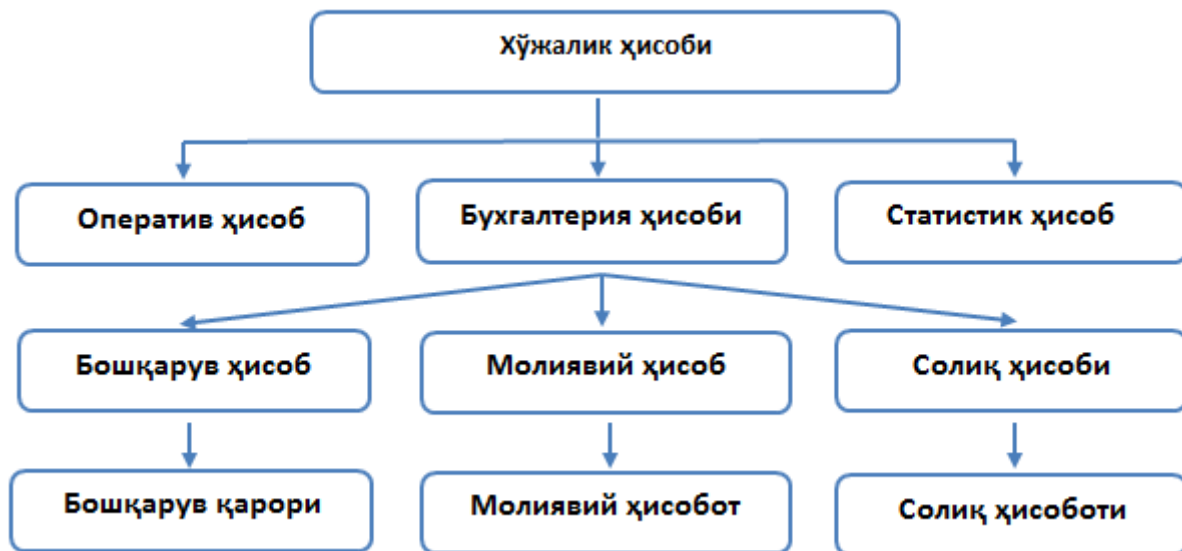 Хўжалик ҳисоби
Оператив ҳисоб
Бухгалтерия ҳисоби
Статистик ҳисоб
Бошқарув ҳисоб
Молиявий ҳисоб
Солиқ ҳисоби
Бошқарув қарори
Молиявий ҳисобот
Солиқ ҳисоботи